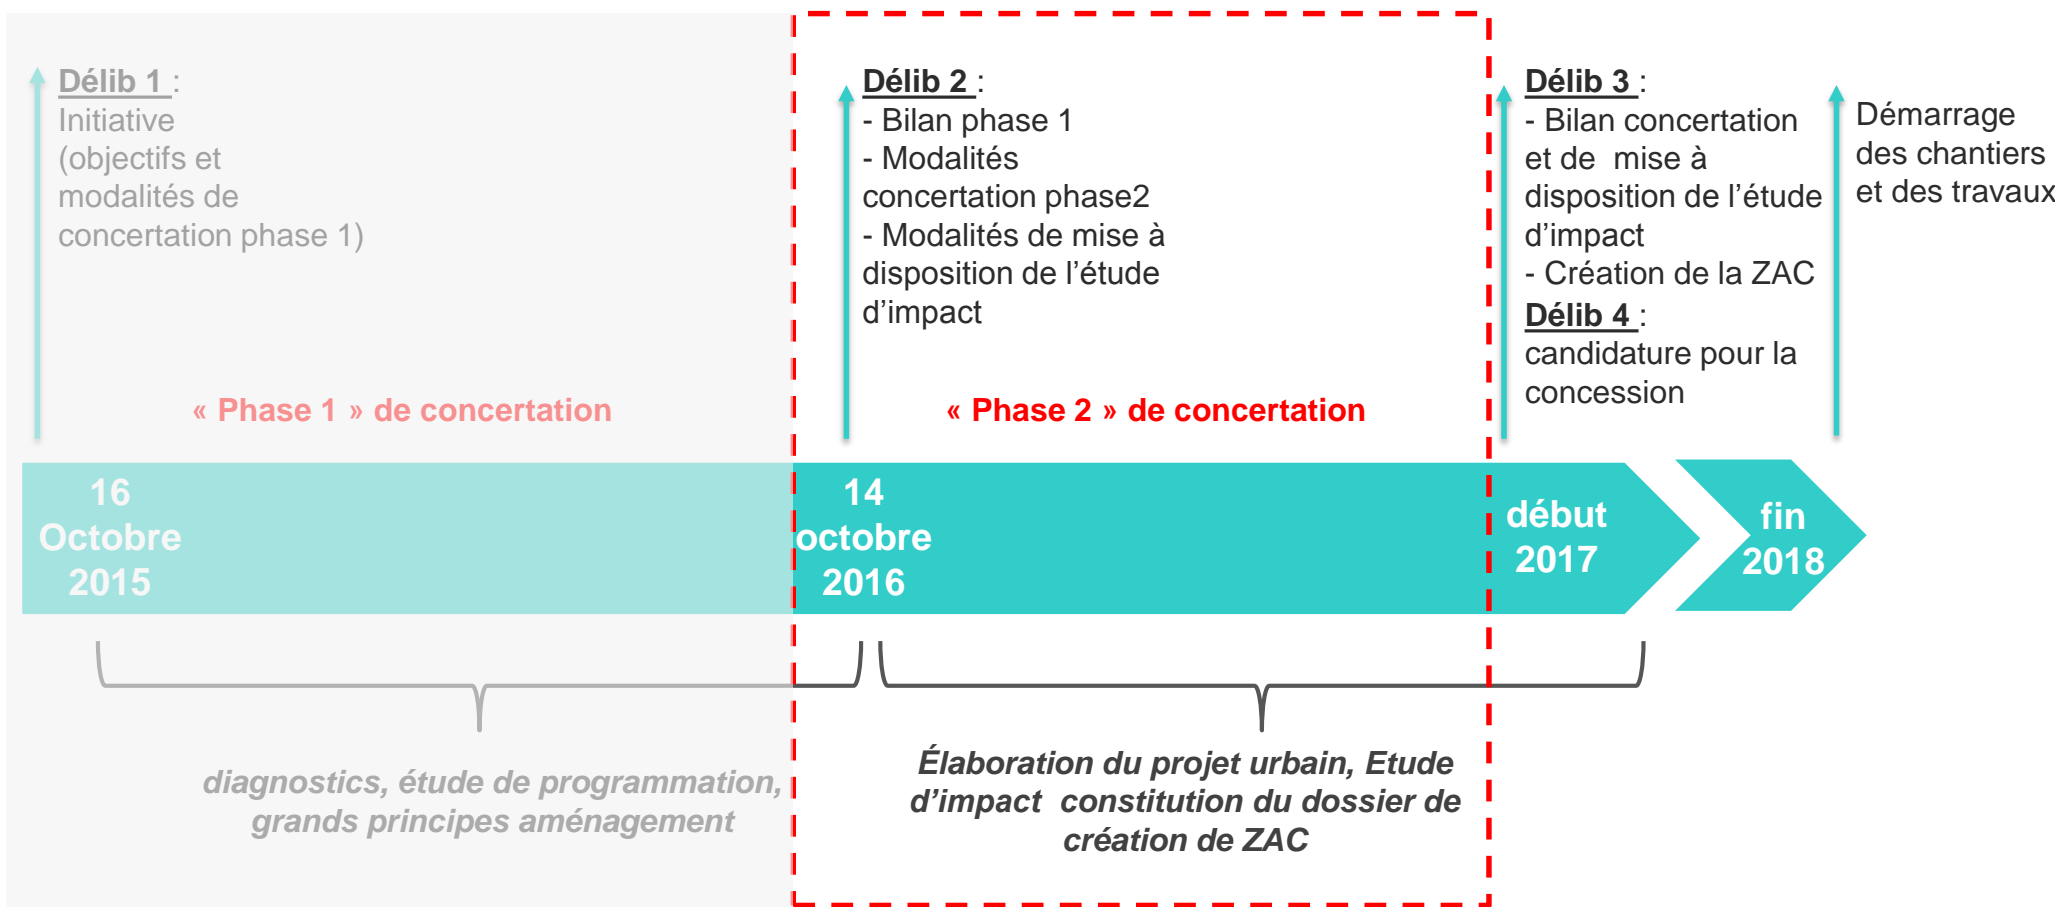 Délib 1 :
Initiative
(objectifs et
modalités de
concertation phase 1)
« Phase 1 » de concertation
Délib 2 :
- Bilan phase 1
- Modalités
concertation phase2
- Modalités de mise à
disposition de l’étude
d’impact
« Phase 2 » de concertation
Délib 3 :
- Bilan concertation
et de  mise à
disposition de l’étude
d’impact
- Création de la ZAC
Délib 4 :
candidature pour la
concession
Démarrage
des chantiers
et des travaux
16
Octobre
2015
14
octobre
2016
début
2017
fin
2018
diagnostics, étude de programmation,
grands principes aménagement
Élaboration du projet urbain, Etude
d’impact  constitution du dossier de
création de ZAC